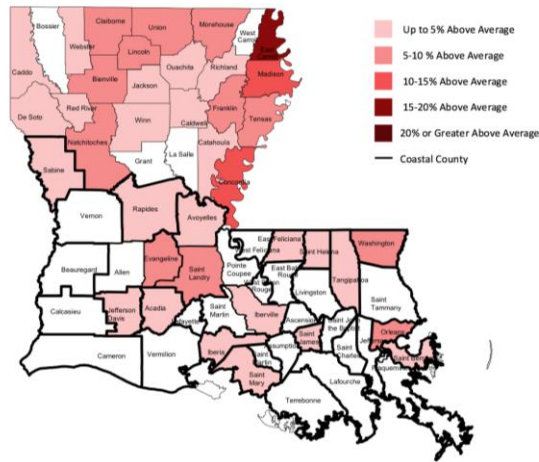 Up to 5% Above Average
5-10 % Above Average
10-15% Above Average
15-20% Above Average
20% or Greater Above Average
Coastal County
Bossier
Claiborne
Union
Morehouse
West
Webster
Lincoln
Caddo
Ouachita
Richland
Madison
Bienville
Jackson
Red River
Franklin
De Soto
Winn
Caldwell
Tensas
Natchitoches
Grant
La Salle
Catahoula
Sabine
Concordia
Rapides
Avoyelles
Vernon
East Feliciana
Saint Helena
Washington
West Feliciana
Evangeline
Beauregard
Allen
Saint
Landry
Pointe
Coupee
East Baton
Rouge
Tangipahoa
Livingston
Saint
Tammany
Calcasieu
Jefferson
Davis
Acadia
Lafayette
Saint
Martin
Iberville
Ascension
Saint John
the Baptist
Orleans
Cameron
Vermilion
Iberia
Saint
Martin
Assumption
Saint
James
Saint
Charles
Saint
Mary
Lafourche
Terrebonne